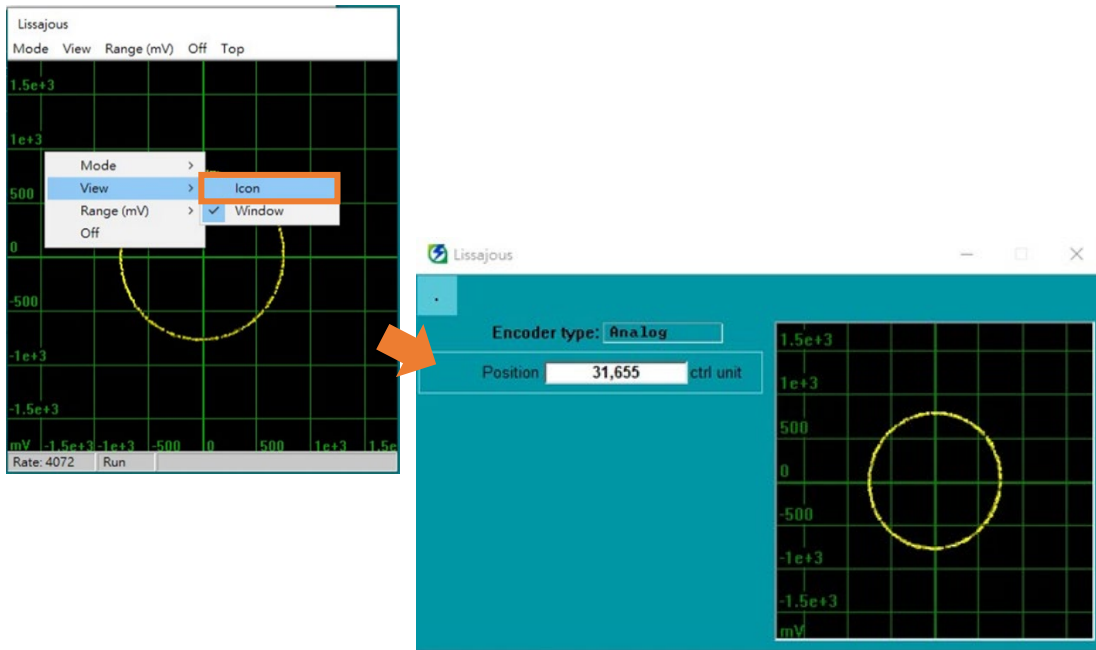 Lissajous
Mode View Range (mV) Off Top
1.5e+3
1e+3
500
0
-500
-1e+3
-1.5e+3
mV -1.5e+3 -1e+3 -500 0 500 1e+3 1.5e
Rate: 4072 Run
Mode >
View >
Range (mV) >
Off
Icon
✓ Window
Lissajous
.
Encoder type: Analog
Position 31,655 ctrl unit
1.5e+3
1e+3
500
0
-500
-1e+3
-1.5e+3
mV